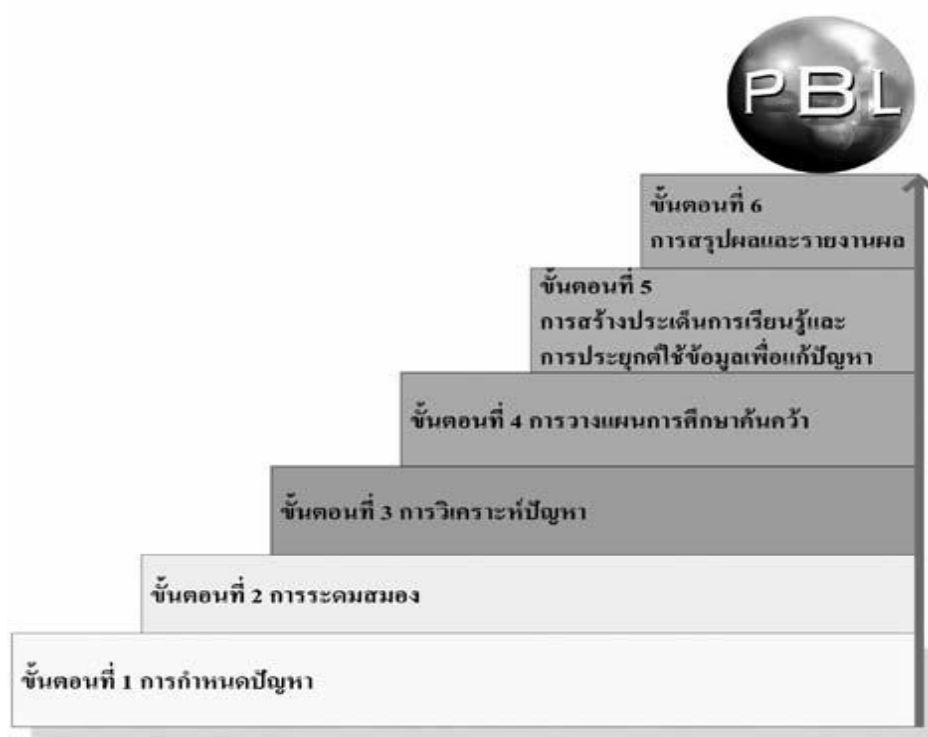 PBL
ขั้นตอนที่ 6
การสรุปผลและรายงานผล
ขั้นตอนที่ 5
การสร้างประเด็นการเรียนรู้และ
การประยุกต์ใช้ข้อมูลเพื่อแก้ปัญหา
ขั้นตอนที่ 4 การวางแผนการศึกษาค้นคว้า
ขั้นตอนที่ 3 การวิเคราะห์ปัญหา
ขั้นตอนที่ 2 การระดมสมอง
ขั้นตอนที่ 1 การกำหนดปัญหา